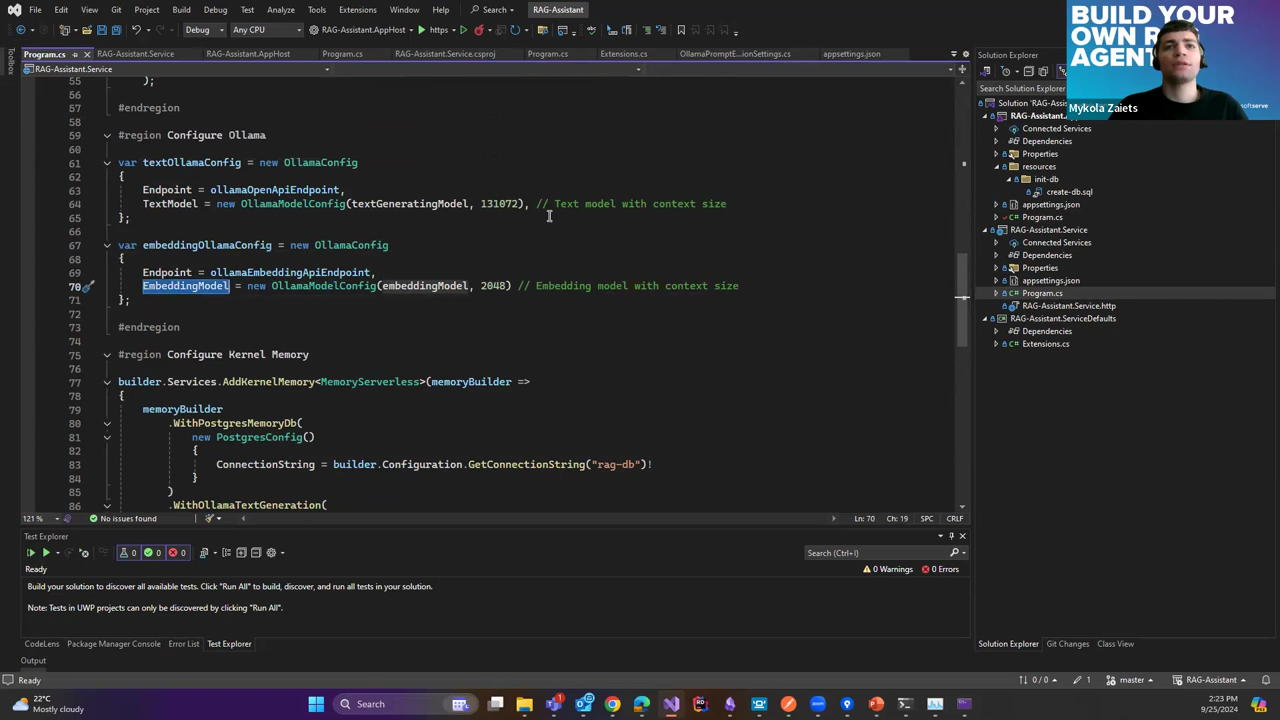 File Edit View Git Project Build Debug Test Analyze Tools Extensions Window Help Search RAG-Assistant
Debug Any CPU RAG-Assistant.AppHost https
Program.cs RAG-Assistant.Service RAG-Assistant.AppHost Program.cs RAG-Assistant.Service.csproj Program.cs Extensions.cs OllamaPromptE...ionSettings.cs appsettings.json
RAG-Assistant.Service
55 );
56
57 #endregion
58
59 #region Configure Ollama
60
61 var textOllamaConfig = new OllamaConfig
62 {
63 Endpoint = ollamaOpenApiEndpoint,
64 TextModel = new OllamaModelConfig(textGeneratingModel, 131072), // Text model with context size
65 };
66
67 var embeddingOllamaConfig = new OllamaConfig
68 {
69 Endpoint = ollamaEmbeddingApiEndpoint,
70 EmbeddingModel = new OllamaModelConfig(embeddingModel, 2048) // Embedding model with context size
71 };
72
73 #endregion
74
75 #region Configure Kernel Memory
76
77 builder.Services.AddKernelMemory<MemoryServerless>(memoryBuilder =>
78 {
79 memoryBuilder
80 .WithPostgresMemoryDb(
81 new PostgresConfig()
82 {
83 ConnectionString = builder.Configuration.GetConnectionString("rag-db")!
84 }
85 )
86 .WithOllamaTextGeneration(
121 % No issues found Ln: 70 Ch: 19 SPC CRLF
Test Explorer
0 0 0 Search (Ctrl+I)
Ready 0 Warnings 0 Errors
Build your solution to discover all available tests. Click "Run All" to build, discover, and run all tests in your solution.
Note: Tests in UWP projects can only be discovered by clicking "Run All".
CodeLens Package Manager Console Error List Test Explorer
Output
Toolbox
Solution Explorer
Search Solution Explorer
Solution 'RAG-Assist
RAG-Assistant.
Connected Services
Dependencies
Properties
resources
init-db
create-db.sql
appsettings.json
Program.cs
RAG-Assistant.Service
Connected Services
Dependencies
Properties
appsettings.json
Program.cs
RAG-Assistant.Service.http
RAG-Assistant.ServiceDefaults
Dependencies
Extensions.cs
Solution Explorer Git Changes Class View
BUILD YOUR
OWN R
AGENT
Mykola Zaiets
softserve
Ready 0 / 0 1 master RAG-Assistant
22°C
Mostly cloudy
Search
2:23 PM
9/25/2024